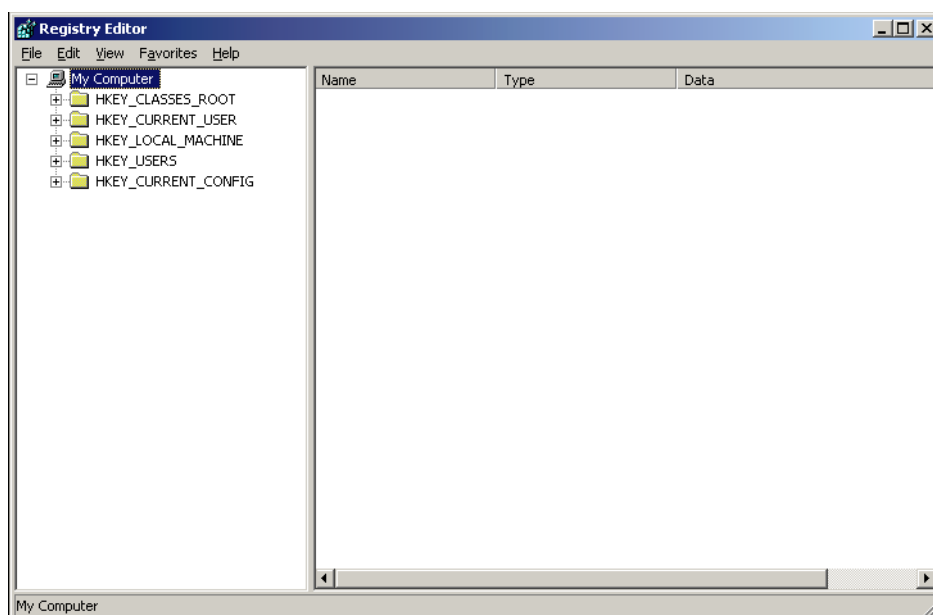 Registry Editor
File Edit View Favorites Help
My Computer
HKEY_CLASSES_ROOT
HKEY_CURRENT_USER
HKEY_LOCAL_MACHINE
HKEY_USERS
HKEY_CURRENT_CONFIG
Name Type Data
My Computer